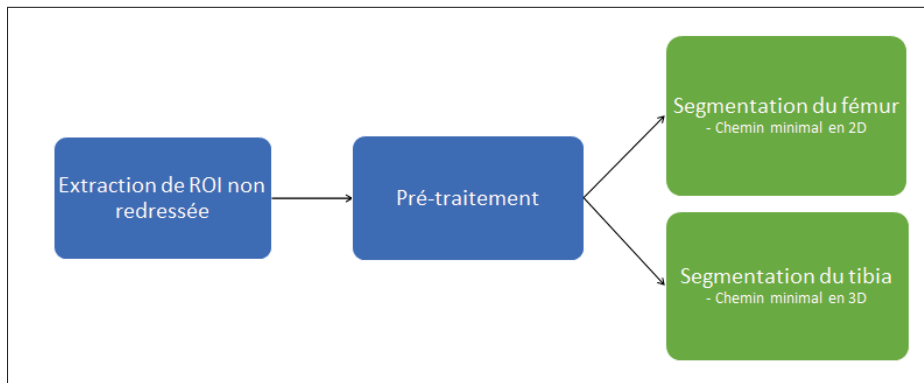 Extraction de ROI non
redressée
Pré-traitement
Segmentation du fémur
- Chemin minimal en 2D
Segmentation du tibia
- Chemin minimal en 3D